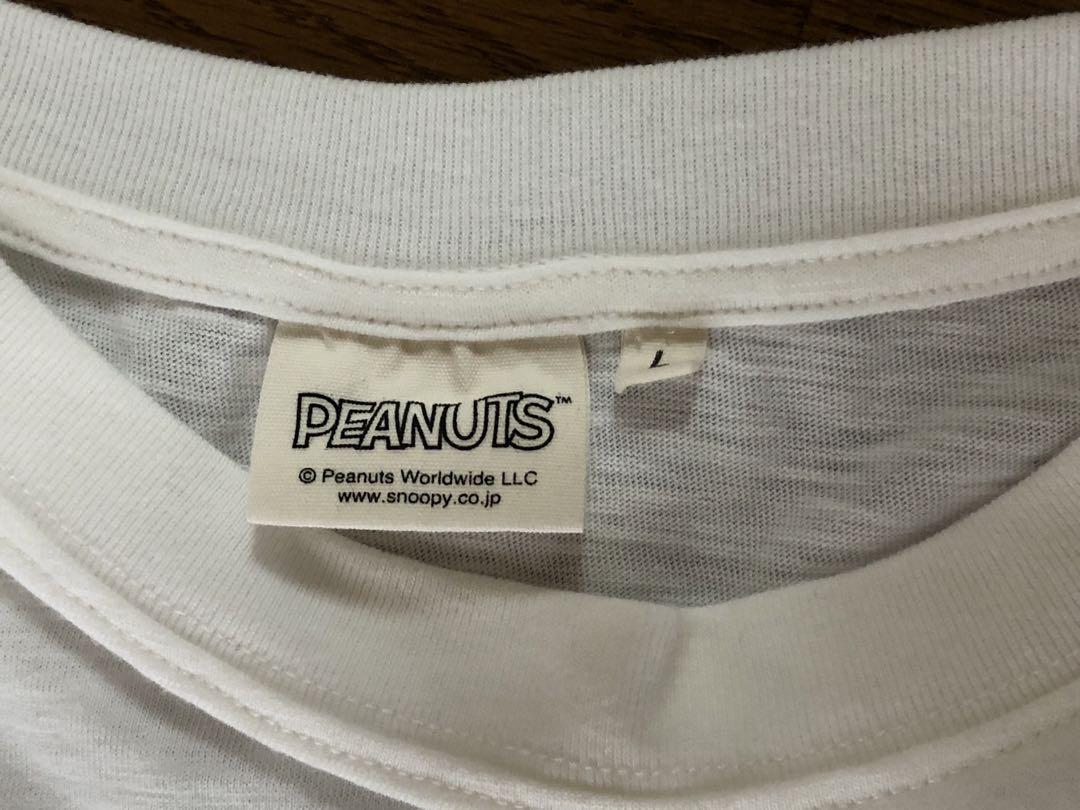 PEANUTS™
© Peanuts Worldwide LLC
www.snoopy.co.jp
L